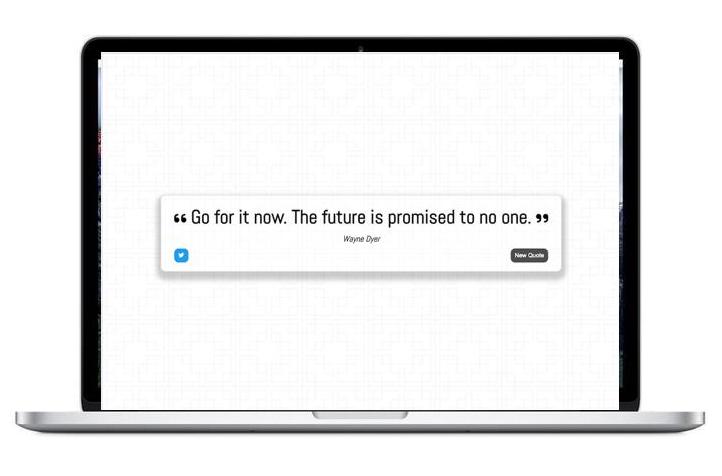 “ Go for it now. The future is promised to no one. ”
Wayne Dyer
New Quote